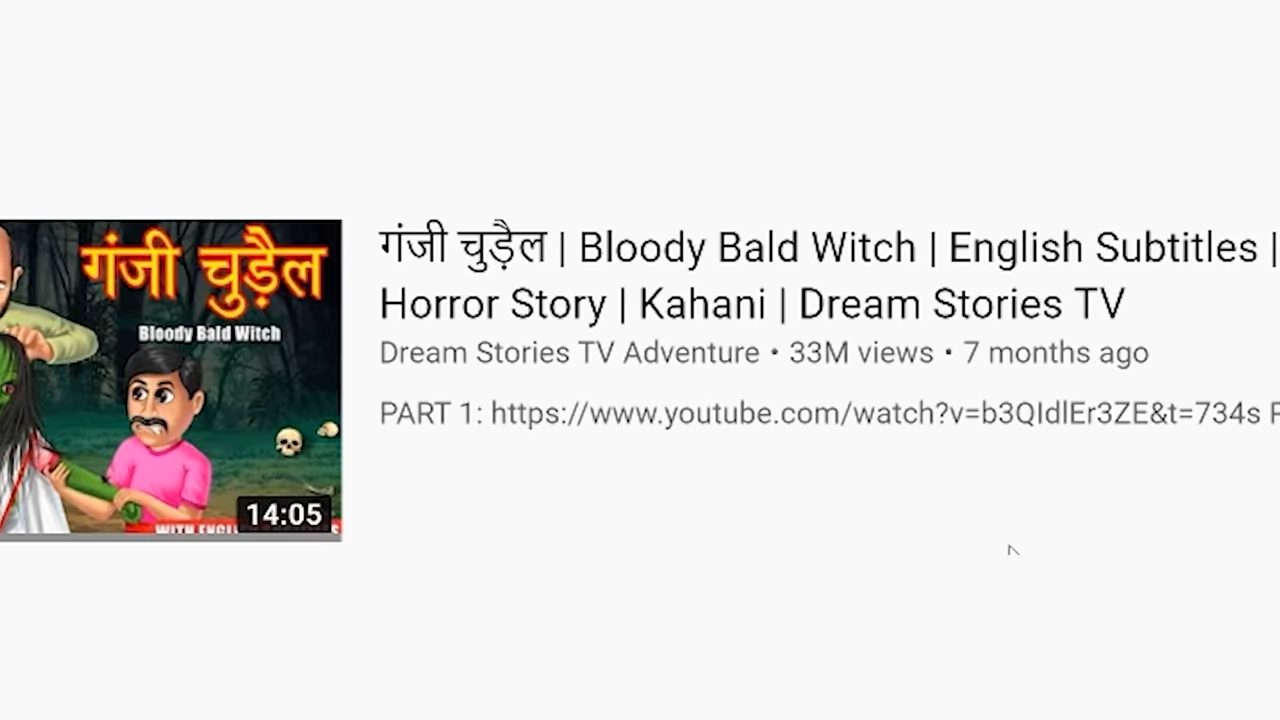 गंजी चुड़ैल
Bloody Bald Witch
14:05
गंजी चुड़ैल | Bloody Bald Witch | English Subtitles |
Horror Story | Kahani | Dream Stories TV
Dream Stories TV Adventure • 33M views • 7 months ago
PART 1: https://www.youtube.com/watch?v=b3QIdlEr3ZE&t=734s